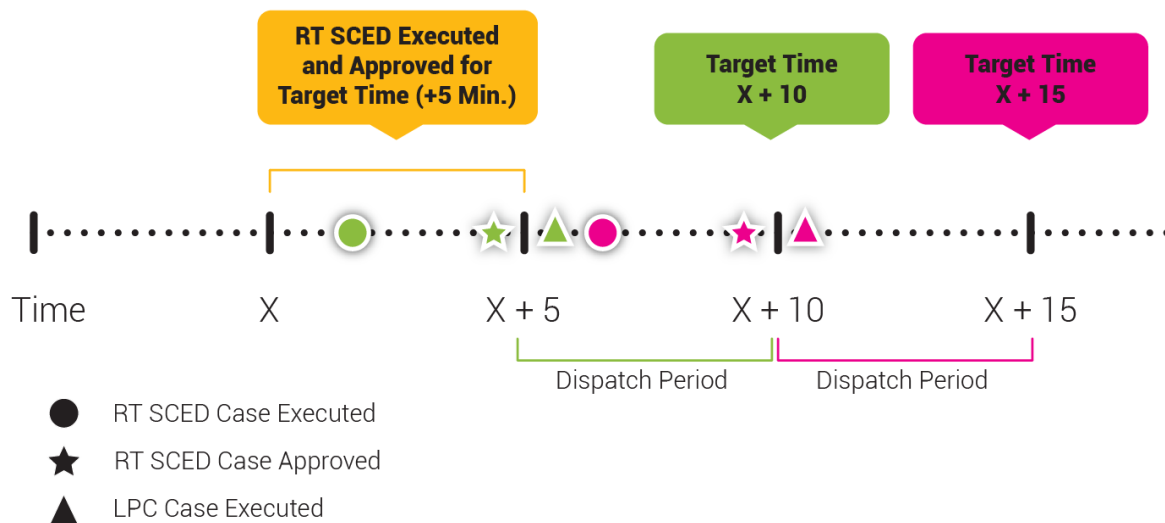 RT SCED Executed
and Approved for
Target Time (+5 Min.)
Target Time
X + 10
Target Time
X + 15
Time
X
X + 5
X + 10
X + 15
Dispatch Period
Dispatch Period
RT SCED Case Executed
RT SCED Case Approved
LPC Case Executed